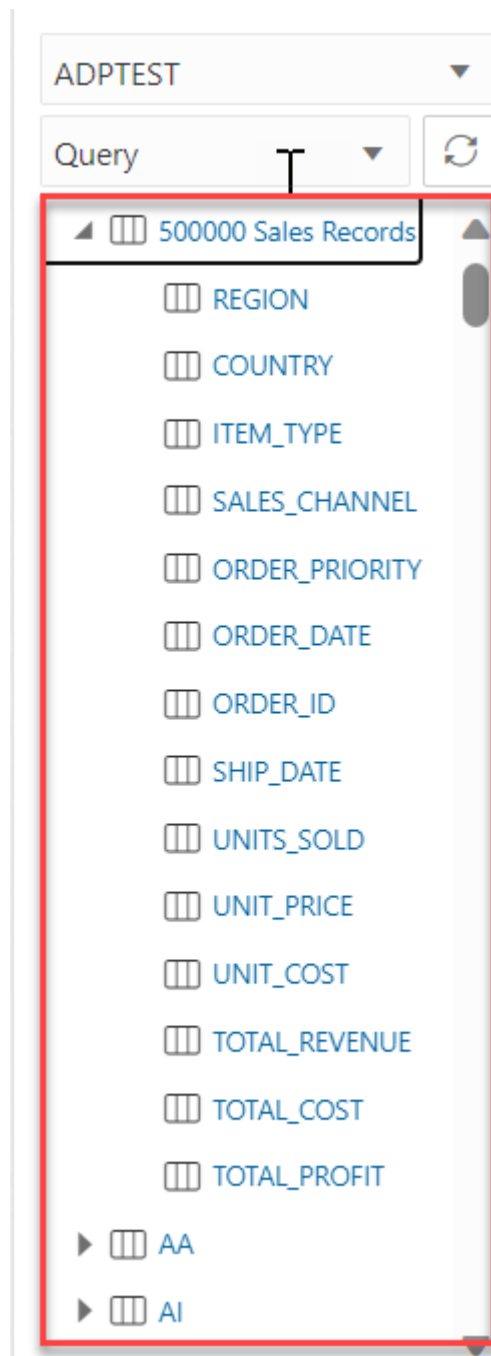 ADPTEST
Query
500000 Sales Records
REGION
COUNTRY
ITEM_TYPE
SALES_CHANNEL
ORDER_PRIORITY
ORDER_DATE
ORDER_ID
SHIP_DATE
UNITS_SOLD
UNIT_PRICE
UNIT_COST
TOTAL_REVENUE
TOTAL_COST
TOTAL_PROFIT
AA
AI